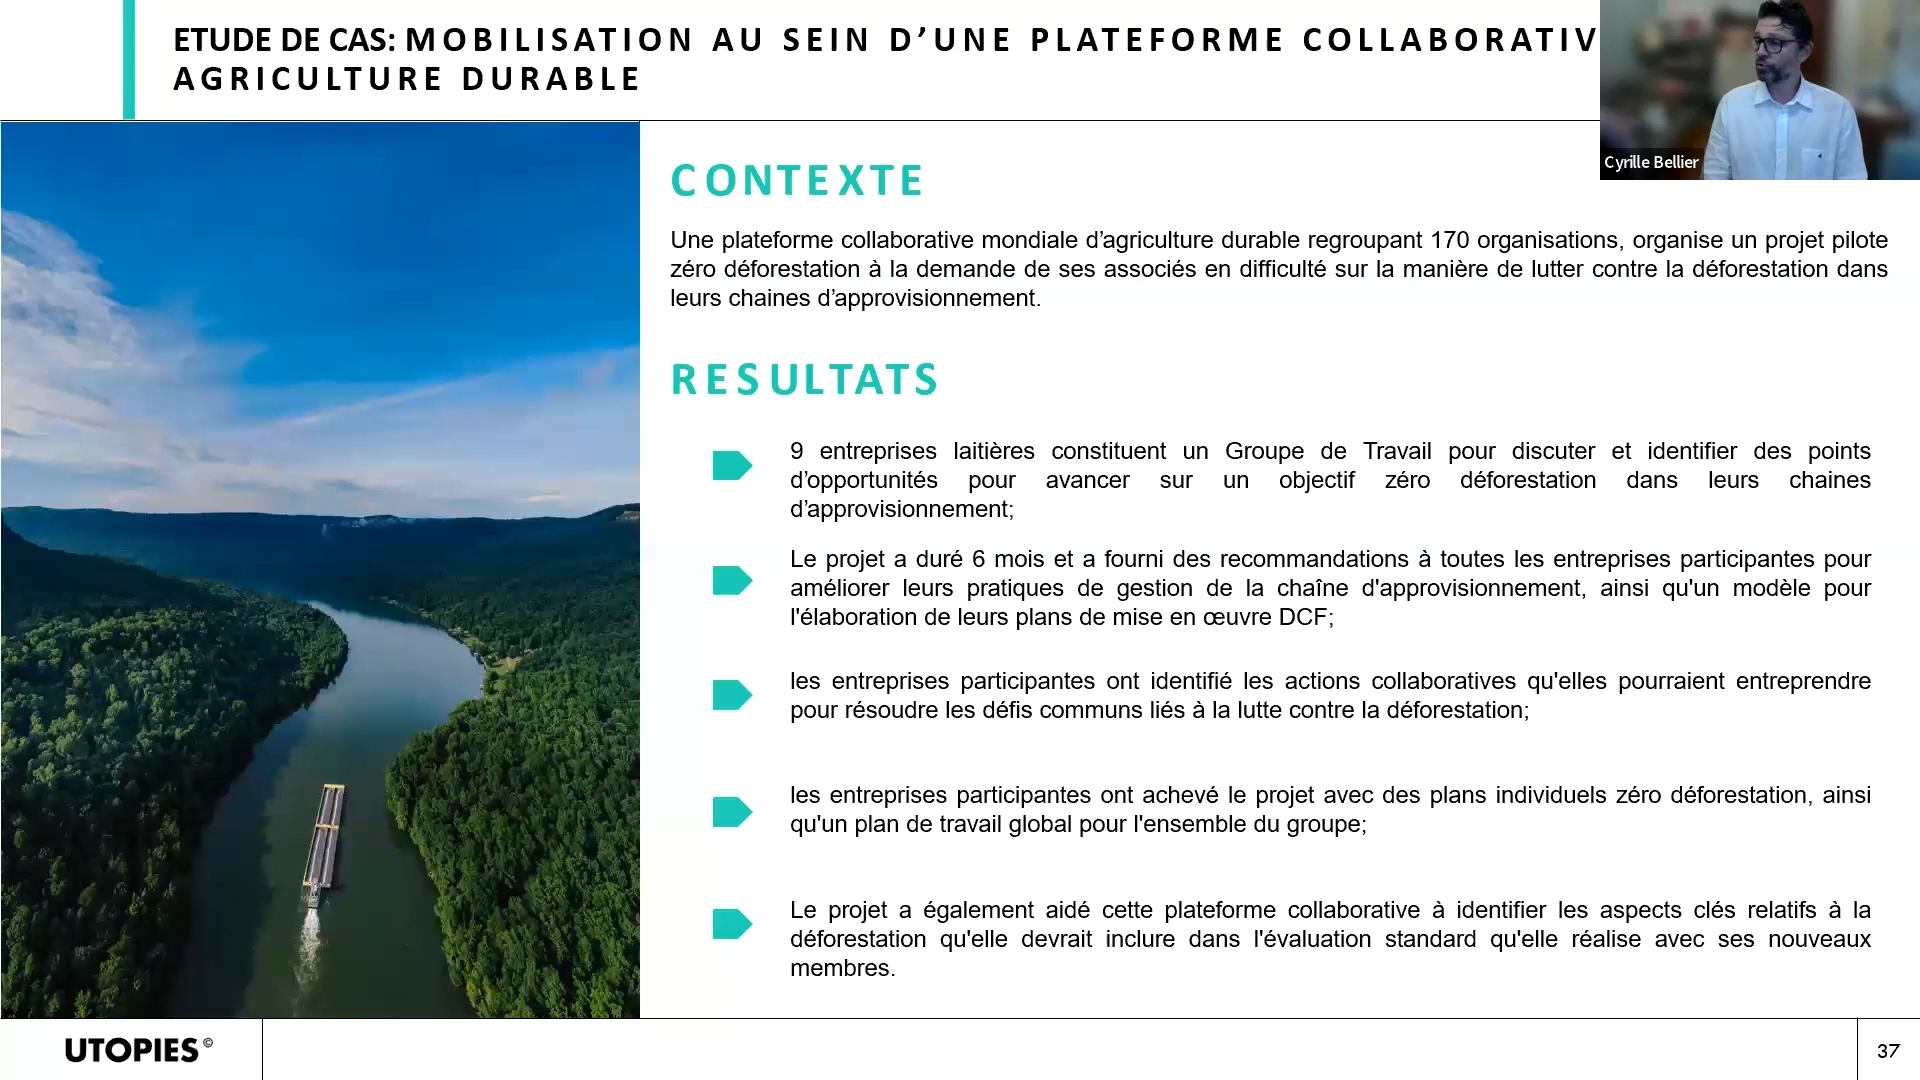 ETUDE DE CAS: MOBILISATION AU SEIN D’UNE PLATEFORME COLLABORATIV
AGRICULTURE DURABLE
Cyrille Bellier
CONTEXTE
Une plateforme collaborative mondiale d’agriculture durable regroupant 170 organisations, organise un projet pilote
zéro déforestation à la demande de ses associés en difficulté sur la manière de lutter contre la déforestation dans
leurs chaines d’approvisionnement.
RESULTATS
9 entreprises laitières constituent un Groupe de Travail pour discuter et identifier des points
d’opportunités pour avancer sur un objectif zéro déforestation dans leurs chaines
d’approvisionnement;
Le projet a duré 6 mois et a fourni des recommandations à toutes les entreprises participantes pour
améliorer leurs pratiques de gestion de la chaîne d'approvisionnement, ainsi qu'un modèle pour
l'élaboration de leurs plans de mise en œuvre DCF;
les entreprises participantes ont identifié les actions collaboratives qu'elles pourraient entreprendre
pour résoudre les défis communs liés à la lutte contre la déforestation;
les entreprises participantes ont achevé le projet avec des plans individuels zéro déforestation, ainsi
qu'un plan de travail global pour l'ensemble du groupe;
Le projet a également aidé cette plateforme collaborative à identifier les aspects clés relatifs à la
déforestation qu'elle devrait inclure dans l'évaluation standard qu'elle réalise avec ses nouveaux
membres.
UTOPIES©
37